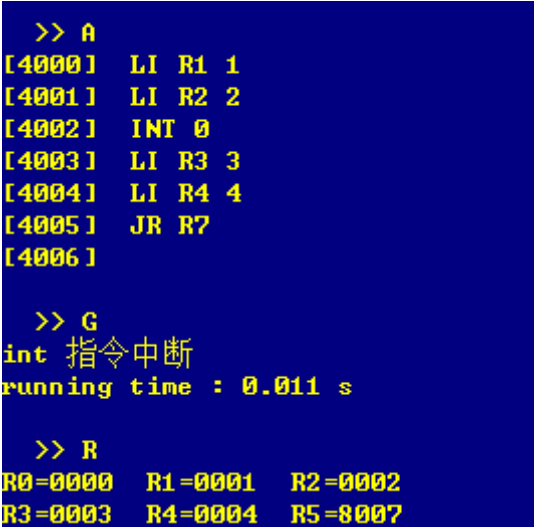 >> A
[4000] LI R1 1
[4001] LI R2 2
[4002] INT 0
[4003] LI R3 3
[4004] LI R4 4
[4005] JR R7
[4006]
>> G
int 指令中断
running time : 0.011 s
>> R
R0=0000 R1=0001 R2=0002
R3=0003 R4=0004 R5=8007